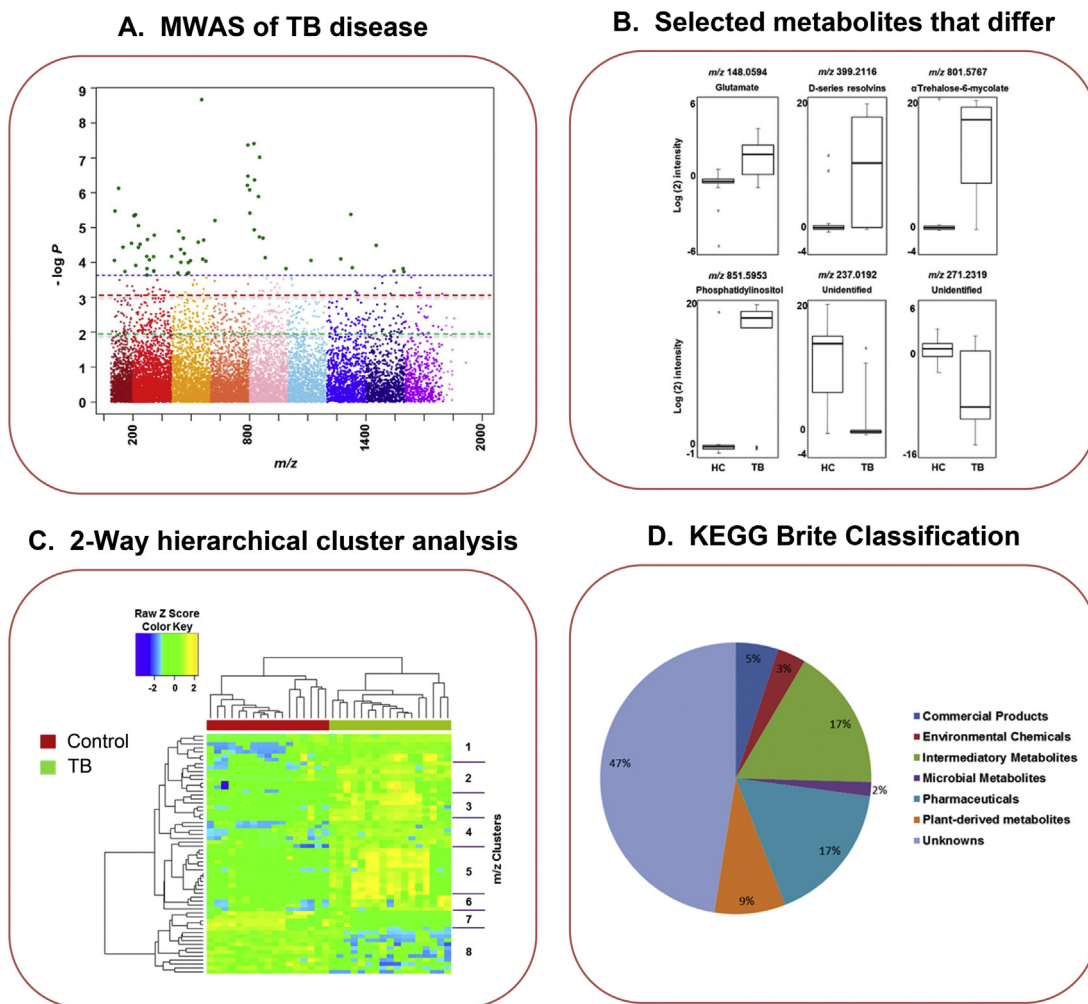 A. MWAS of TB disease
9
8
7
6
5
4
3
2
1
0
- log P
200
800
1400
2000
m/z
B. Selected metabolites that differ
m/z 148.0594
Glutamate
m/z 399.2116
D-series resolvins
m/z 801.5767
αTrehalose-6-mycolate
Log (2) intensity
6
0
-6
20
0
-4
20
0
-4
m/z 851.5953
Phosphatidylinositol
m/z 237.0192
Unidentified
m/z 271.2319
Unidentified
Log (2) intensity
20
0
-1
20
0
-4
6
0
-16
HC TB
HC TB
HC TB
C. 2-Way hierarchical cluster analysis
Raw Z Score
Color Key
-2 0 2
Control
TB
1
2
3
4
5
6
7
8
m/z Clusters
D. KEGG Brite Classification
5%
3%
17%
2%
17%
9%
47%
Commercial Products
Environmental Chemicals
Intermediatory Metabolites
Microbial Metabolites
Pharmaceuticals
Plant-derived metabolites
Unknowns